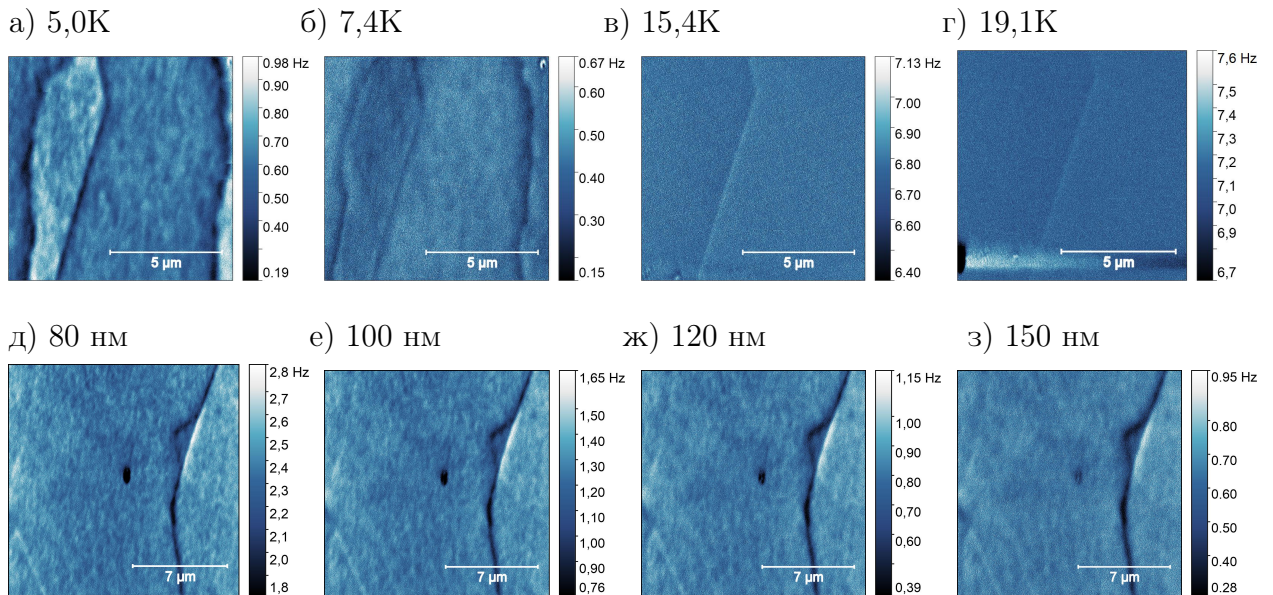 а) 5,0K
б) 7,4K
в) 15,4K
г) 19,1K
0.98 Hz
0.90
0.80
0.70
0.60
0.50
0.40
0.19
5 µm
0.67 Hz
0.60
0.50
0.40
0.30
0.15
5 µm
7.13 Hz
7.00
6.90
6.80
6.70
6.60
6.40
5 µm
7,6 Hz
7,5
7,4
7,3
7,2
7,1
7,0
6,9
6,7
5 µm
д) 80 нм
е) 100 нм
ж) 120 нм
з) 150 нм
2,8 Hz
2,7
2,6
2,5
2,4
2,3
2,2
2,1
2,0
1,8
7 µm
1,65 Hz
1,50
1,40
1,30
1,20
1,10
1,00
0,90
0,76
7 µm
1,15 Hz
1,00
0,90
0,80
0,70
0,60
0,39
7 µm
0.95 Hz
0.80
0.70
0.60
0.50
0.40
0.28
7 µm